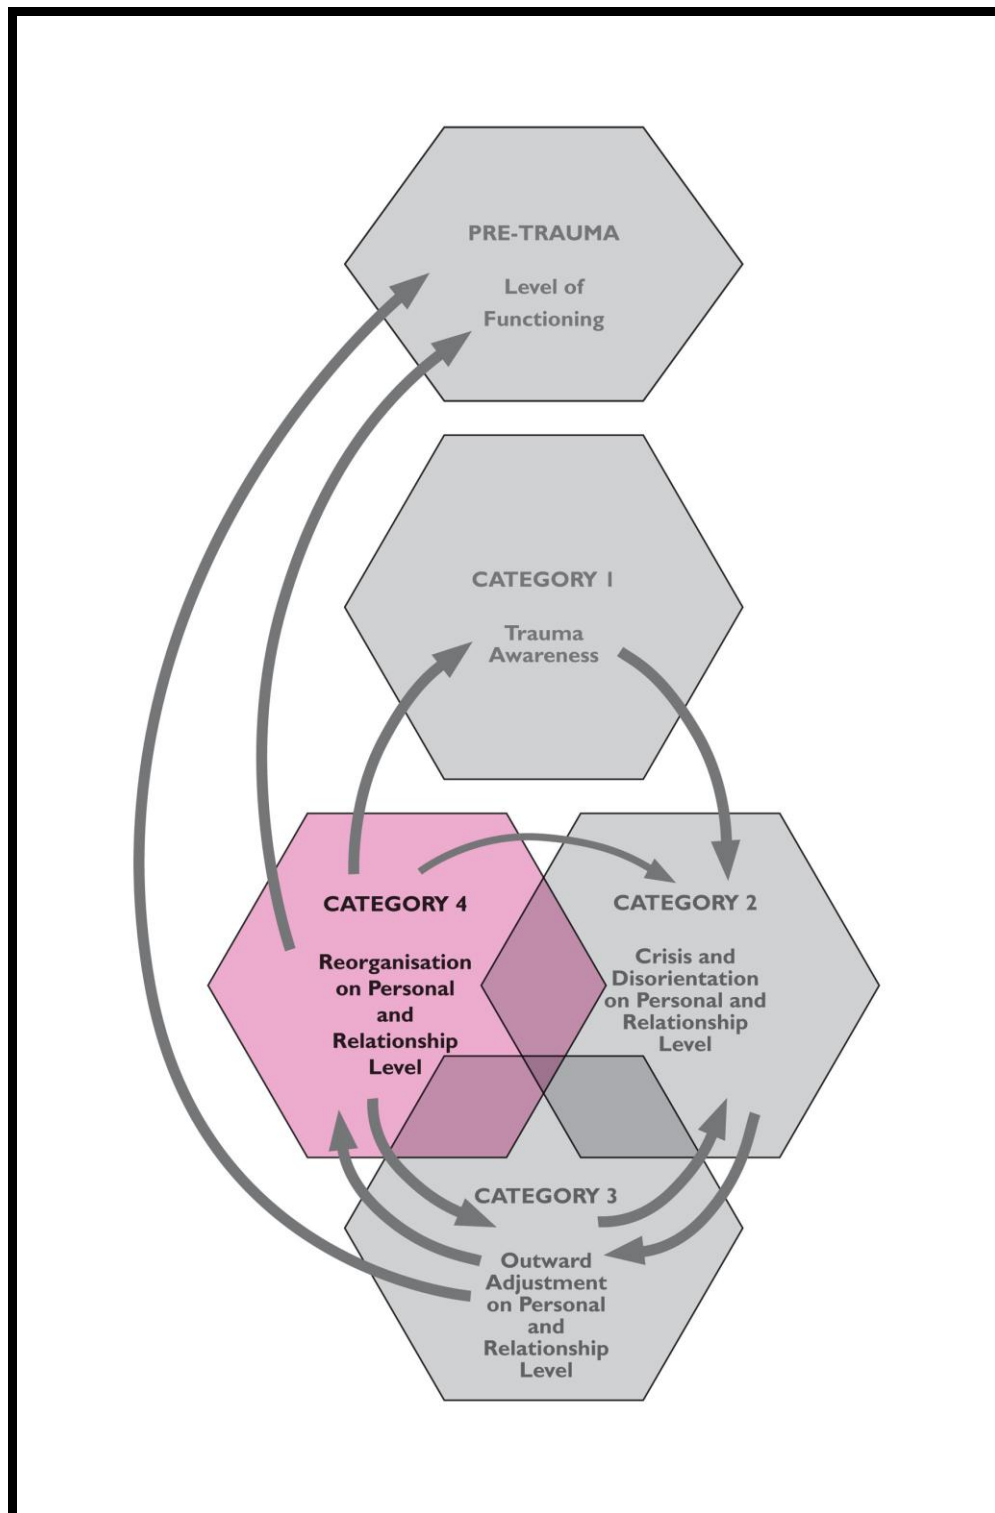 PRE-TRAUMA
Level of
Functioning
CATEGORY 1
Trauma
Awareness
CATEGORY 4
Reorganisation
on Personal
and
Relationship
Level
CATEGORY 2
Crisis and
Disorientation
on Personal and
Relationship
Level
CATEGORY 3
Outward
Adjustment
on Personal
and
Relationship
Level